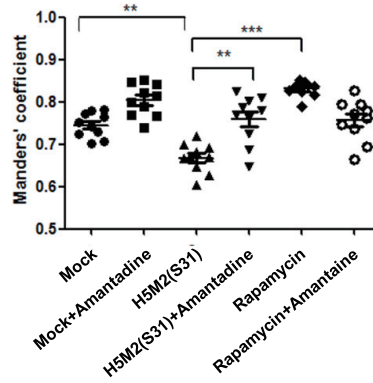 **
***
**
Manders' coefficient
1.0
0.9
0.8
0.7
0.6
0.5
Mock
Mock+Amantadine
H5M2(S31)
H5M2(S31)+Amantadine
Rapamycin
Rapamycin+Amantaine